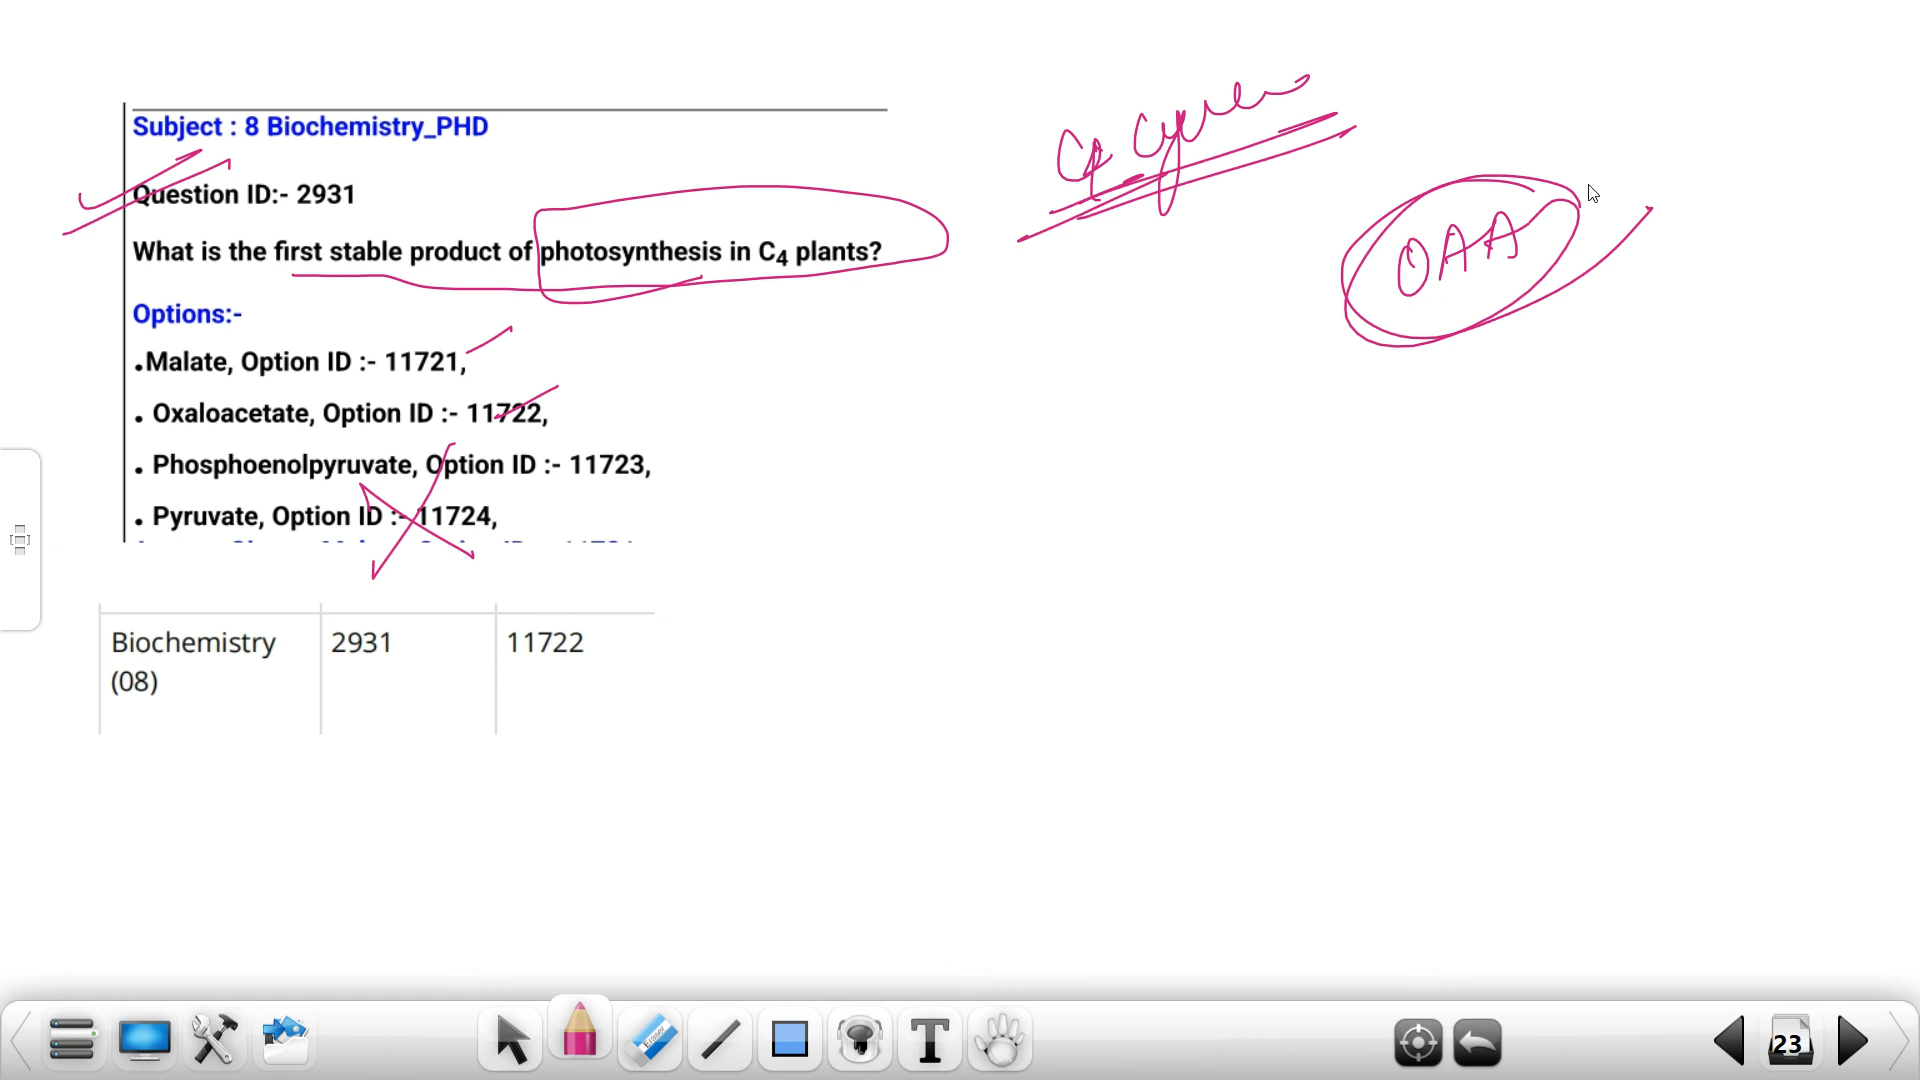 Subject : 8 Biochemistry_PHD
Question ID:- 2931
What is the first stable product of photosynthesis in C₄ plants?
Options:-
.Malate, Option ID :- 11721,
. Oxaloacetate, Option ID :- 11722,
. Phosphoenolpyruvate, Option ID :- 11723,
. Pyruvate, Option ID :- 11724,
C4 Cycle
OAA
Biochemistry (08) 2931 11722
Eraser
T
23